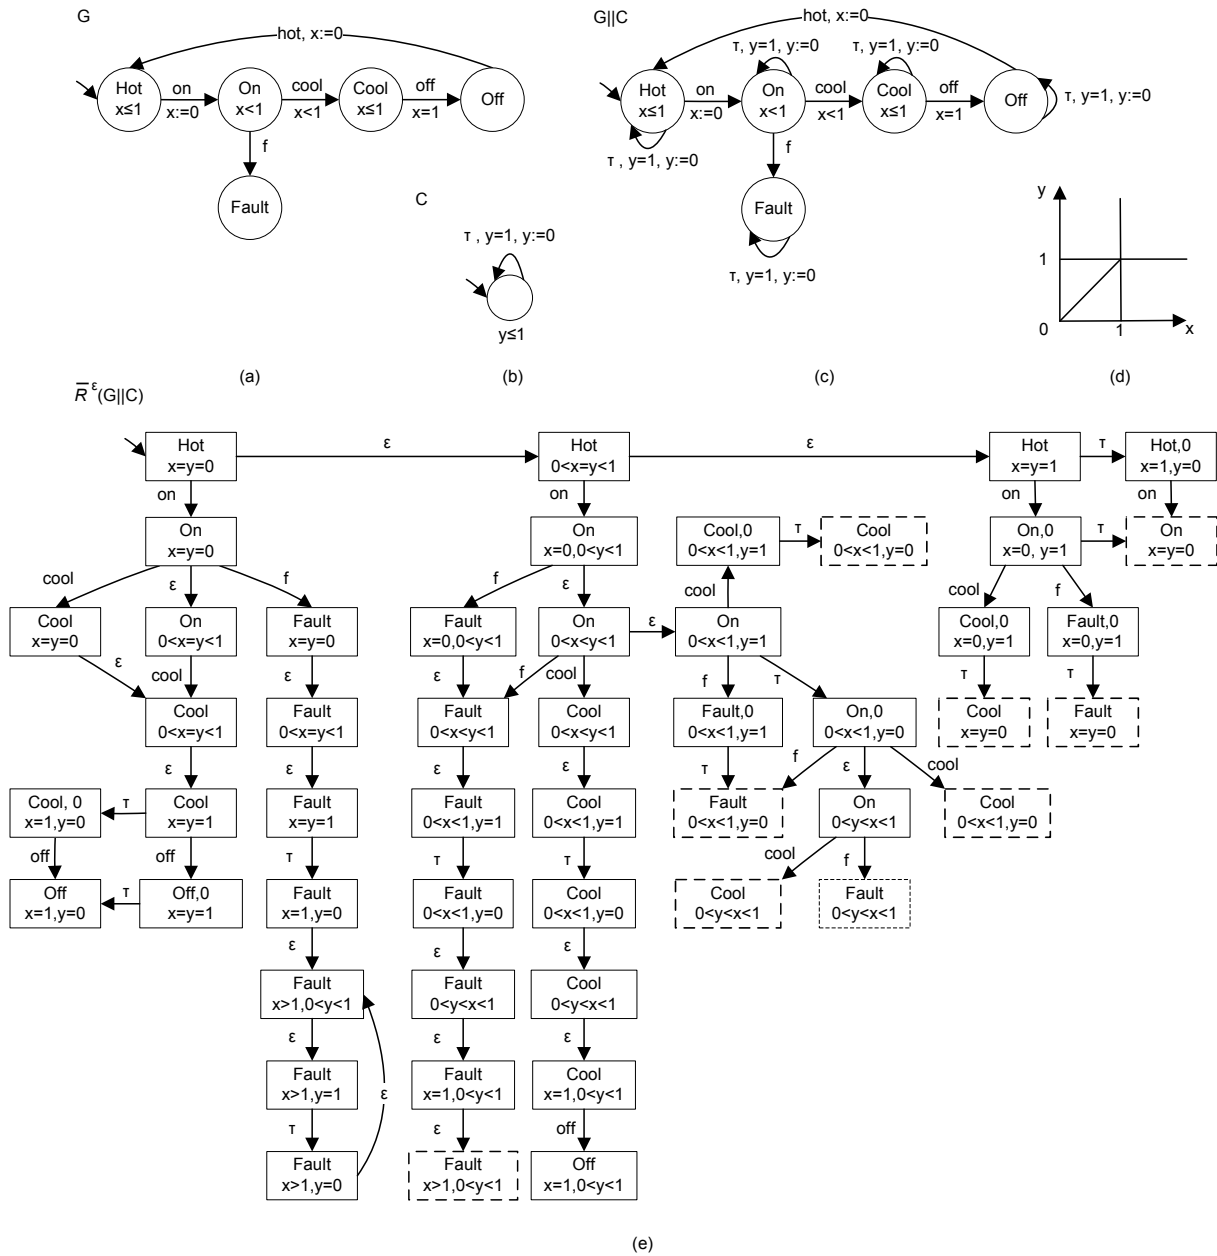 G
hot, x:=0
Hot
x≤1
on
x:=0
On
x<1
cool
x<1
Cool
x≤1
off
x=1
Off
f
Fault
(a)
C
τ , y=1, y:=0
y≤1
(b)
G||C
hot, x:=0
τ, y=1, y:=0
τ, y=1, y:=0
Hot
x≤1
on
x:=0
On
x<1
cool
x<1
Cool
x≤1
off
x=1
Off
τ, y=1, y:=0
τ , y=1, y:=0
f
Fault
τ, y=1, y:=0
(c)
y
1
0
1
x
(d)
R̅ ᵋ(G||C)
Hot
x=y=0
ε
Hot
0<x=y<1
ε
Hot
x=y=1
τ
Hot,0
x=1,y=0
on
on
on
on
On
x=y=0
On
x=0,0<y<1
Cool,0
0<x<1,y=1
τ
Cool
0<x<1,y=0
On,0
x=0, y=1
τ
On
x=y=0
cool
ε
f
f
ε
cool
cool
f
Cool
x=y=0
On
0<x=y<1
Fault
x=y=0
Fault
x=0,0<y<1
On
0<x<y<1
ε
On
0<x<1,y=1
Cool,0
x=0,y=1
Fault,0
x=0,y=1
ε
cool
ε
ε
f
cool
f
τ
τ
τ
Cool
0<x=y<1
Fault
0<x=y<1
Fault
0<x<y<1
Cool
0<x<y<1
Fault,0
0<x<1,y=1
On,0
0<x<1,y=0
Cool
x=y=0
Fault
x=y=0
ε
ε
ε
ε
τ
f
ε
cool
Cool, 0
x=1,y=0
τ
Cool
x=y=1
Fault
x=y=1
Fault
0<x<1,y=1
Cool
0<x<1,y=1
Fault
0<x<1,y=0
On
0<y<x<1
Cool
0<x<1,y=0
off
off
τ
τ
τ
cool
f
Off
x=1,y=0
τ
Off,0
x=y=1
Fault
x=1,y=0
Fault
0<x<1,y=0
Cool
0<x<1,y=0
Cool
0<y<x<1
Fault
0<y<x<1
ε
ε
ε
Fault
x>1,0<y<1
Fault
0<y<x<1
Cool
0<y<x<1
ε
ε
ε
Fault
x>1,y=1
ε
Fault
x=1,0<y<1
Cool
x=1,0<y<1
τ
ε
off
Fault
x>1,y=0
Fault
x>1,0<y<1
Off
x=1,0<y<1
(e)